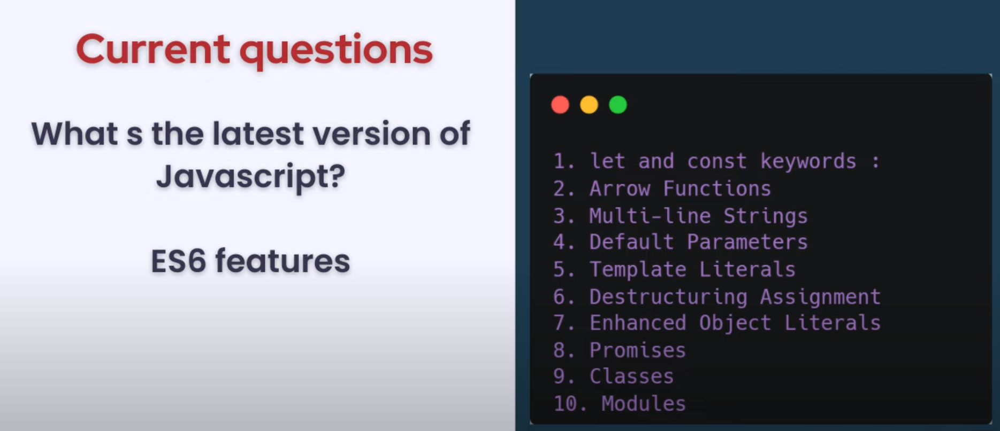 Current questions
What s the latest version of
Javascript?
ES6 features
1. let and const keywords :
2. Arrow Functions
3. Multi-line Strings
4. Default Parameters
5. Template Literals
6. Destructuring Assignment
7. Enhanced Object Literals
8. Promises
9. Classes
10. Modules